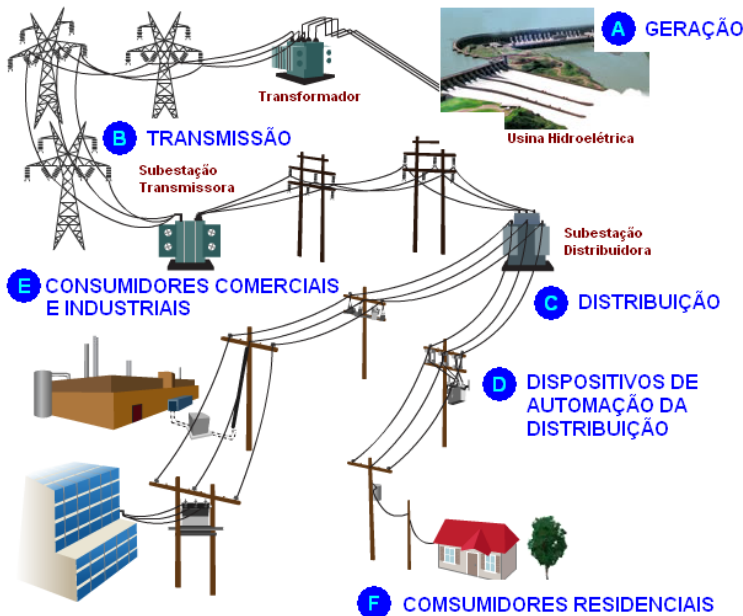 A GERAÇÃO
Transformador
Usina Hidroelétrica
B TRANSMISSÃO
Subestação
Transmissora
Subestação
Distribuidora
E CONSUMIDORES COMERCIAIS
E INDUSTRIAIS
C DISTRIBUIÇÃO
D DISPOSITIVOS DE
AUTOMAÇÃO DA
DISTRIBUIÇÃO
F COMSUMIDORES RESIDENCIAIS